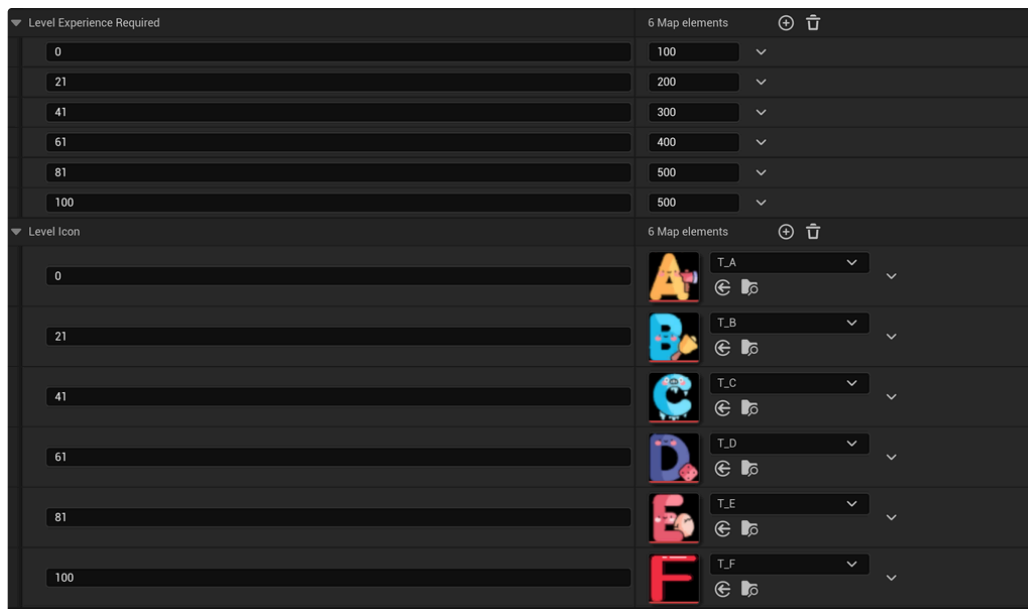 Level Experience Required 6 Map elements
0 100
21 200
41 300
61 400
81 500
100 500
Level Icon 6 Map elements
0 A T_A
21 B T_B
41 C T_C
61 D T_D
81 E T_E
100 F T_F